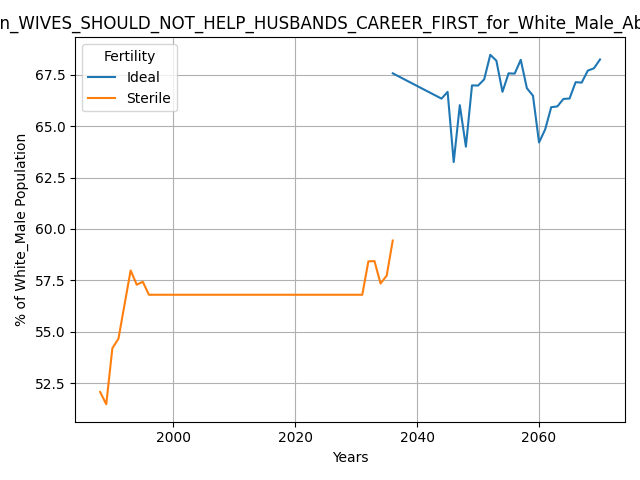 n_WIVES_SHOULD_NOT_HELP_HUSBANDS_CAREER_FIRST_for_White_Male_Ab
Fertility
Ideal
Sterile
67.5
65.0
62.5
60.0
57.5
55.0
52.5
% of White_Male Population
2000
2020
2040
2060
Years